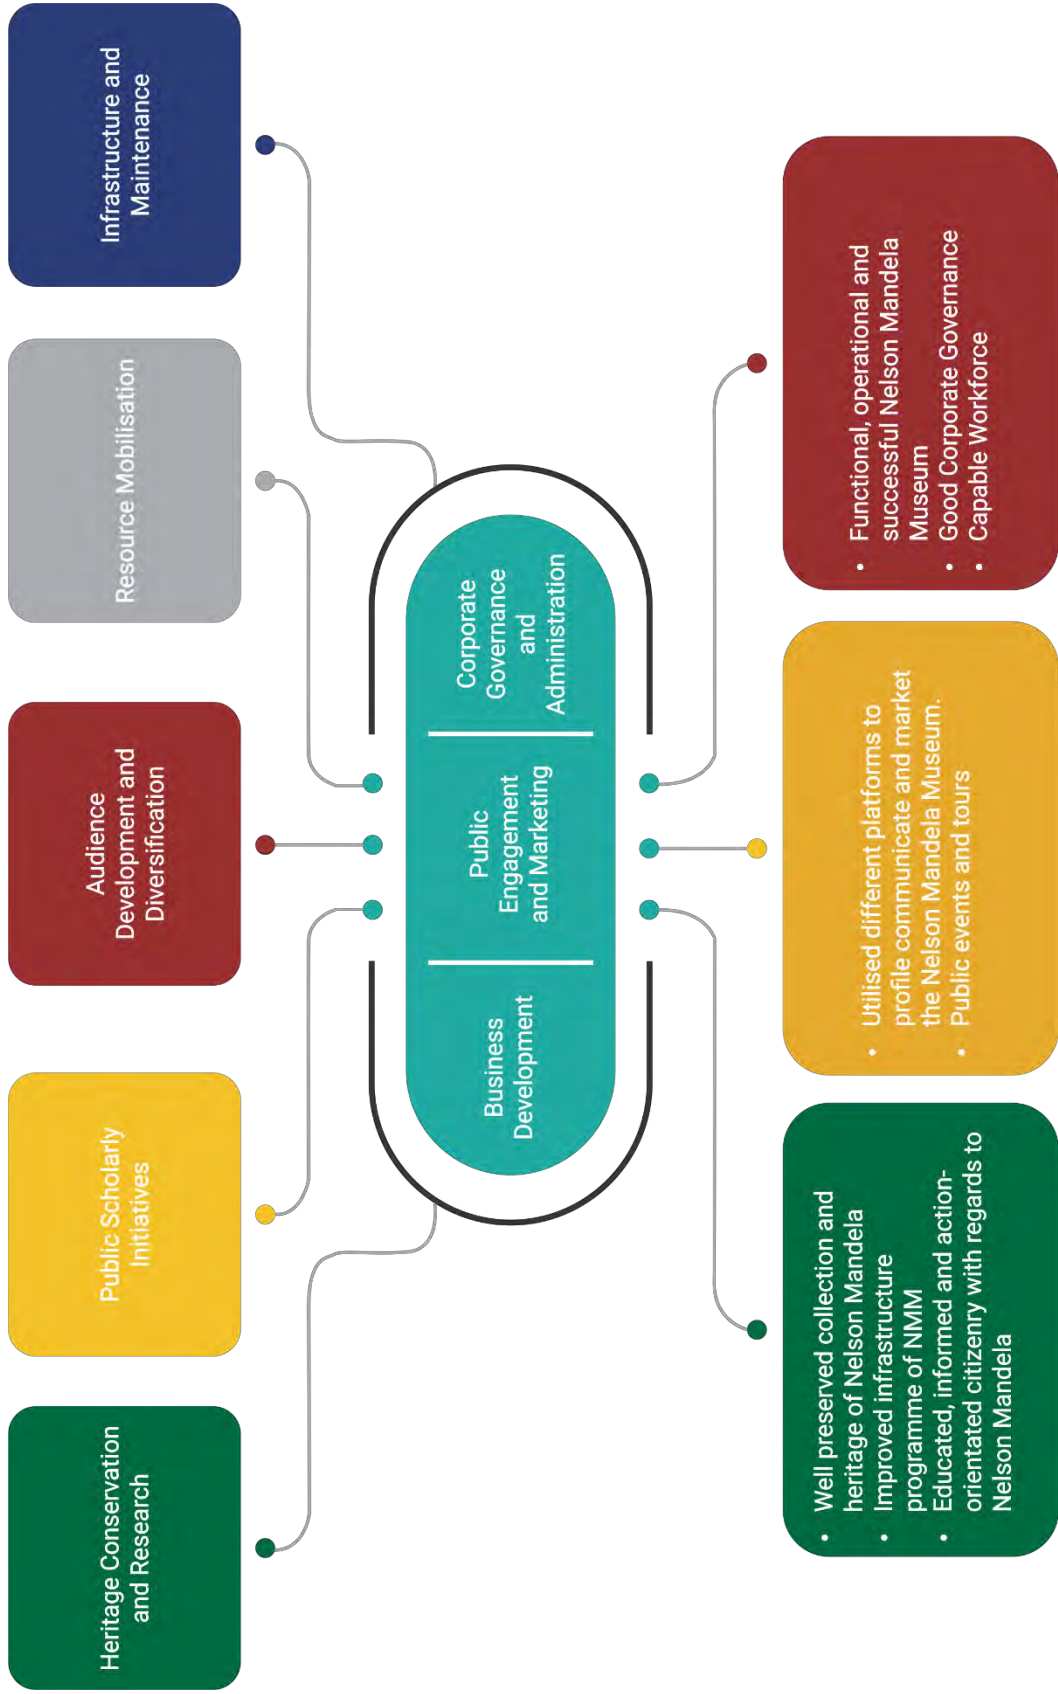 Heritage Conservation
and Research
Public Scholarly
Initiatives
Audience
Development and
Diversification
Resource Mobilisation
Infrastructure and
Maintenance
Business
Development
Public
Engagement
and Marketing
Corporate
Governance
and
Administration
• Well preserved collection and
heritage of Nelson Mandela
• Improved infrastructure
programme of NMM
• Educated, informed and action-
orientated citizenry with regards to
Nelson Mandela
• Utilised different platforms to
profile communicate and market
the Nelson Mandela Museum.
• Public events and tours
• Functional, operational and
successful Nelson Mandela
Museum
• Good Corporate Governance
• Capable Workforce